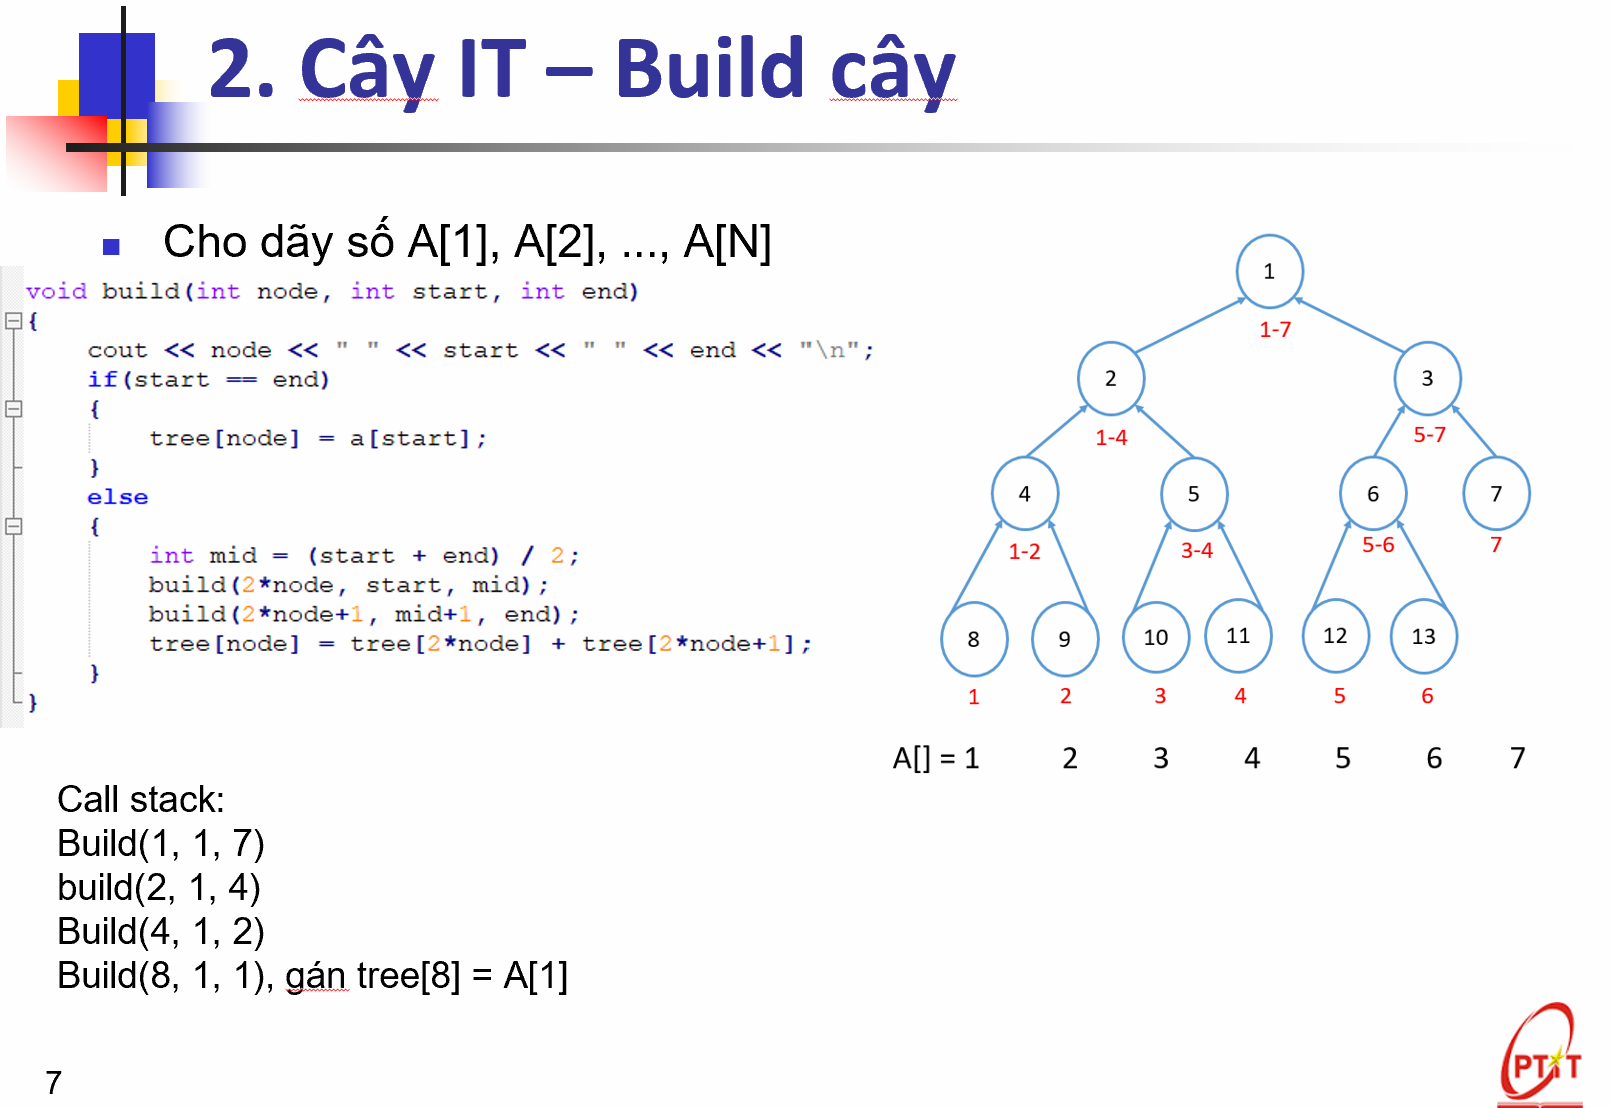 2. Cây IT – Build cây
Cho dãy số A[1], A[2], ..., A[N]
void build(int node, int start, int end)
{
cout << node << " " << start << " " << end << "\n";
if(start == end)
{
tree[node] = a[start];
}
else
{
int mid = (start + end) / 2;
build(2*node, start, mid);
build(2*node+1, mid+1, end);
tree[node] = tree[2*node] + tree[2*node+1];
}
}
Call stack:
Build(1, 1, 7)
build(2, 1, 4)
Build(4, 1, 2)
Build(8, 1, 1), gán tree[8] = A[1]
1
1-7
2 3
1-4 5-7
4 5 6 7
1-2 3-4 5-6 7
8 9 10 11 12 13
1 2 3 4 5 6
A[] = 1 2 3 4 5 6 7
7
PTIT